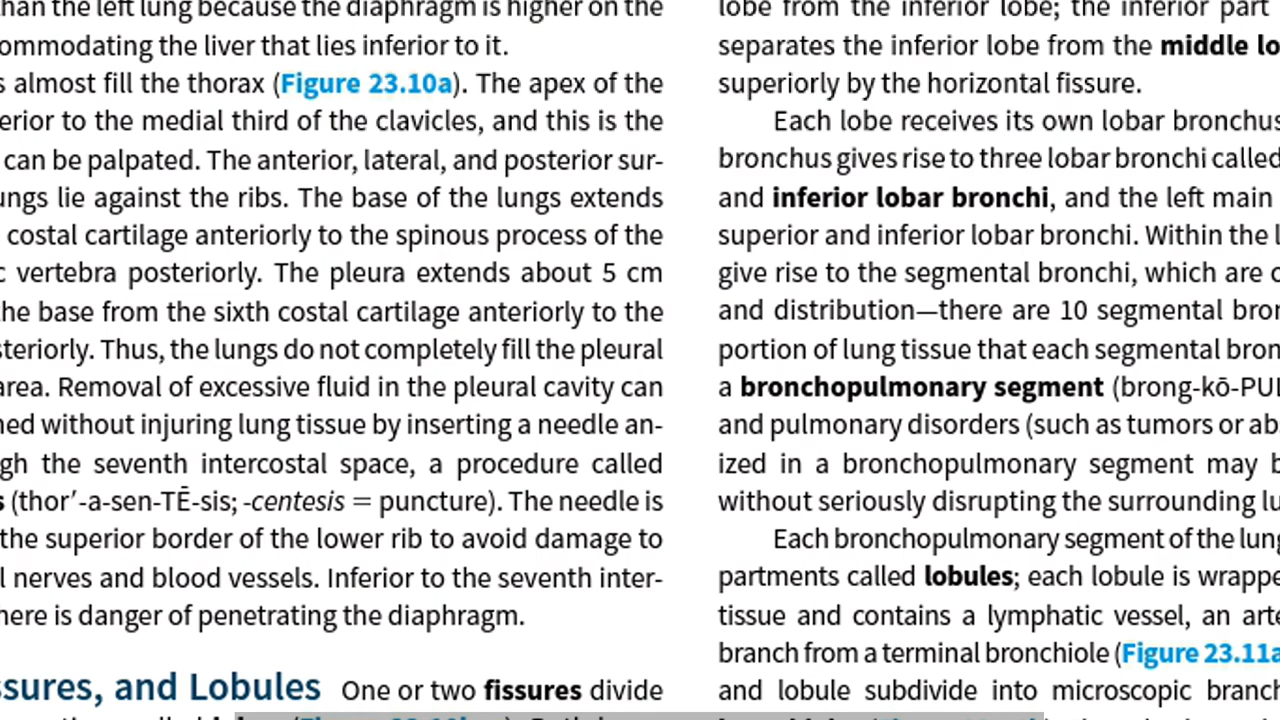 than the left lung because the diaphragm is higher on the
ommodating the liver that lies inferior to it.
s almost fill the thorax (Figure 23.10a). The apex of the
erior to the medial third of the clavicles, and this is the
can be palpated. The anterior, lateral, and posterior sur-
ungs lie against the ribs. The base of the lungs extends
costal cartilage anteriorly to the spinous process of the
c vertebra posteriorly. The pleura extends about 5 cm
the base from the sixth costal cartilage anteriorly to the
steriorly. Thus, the lungs do not completely fill the pleural
area. Removal of excessive fluid in the pleural cavity can
ned without injuring lung tissue by inserting a needle an-
gh the seventh intercostal space, a procedure called
s (thor′-a-sen-TĒ-sis; -centesis = puncture). The needle is
the superior border of the lower rib to avoid damage to
l nerves and blood vessels. Inferior to the seventh inter-
here is danger of penetrating the diaphragm.
ssures, and Lobules One or two fissures divide
lobe from the inferior lobe; the inferior part
separates the inferior lobe from the middle lo
superiorly by the horizontal fissure.
Each lobe receives its own lobar bronchus
bronchus gives rise to three lobar bronchi called
and inferior lobar bronchi, and the left main
superior and inferior lobar bronchi. Within the l
give rise to the segmental bronchi, which are c
and distribution—there are 10 segmental bron
portion of lung tissue that each segmental bron
a bronchopulmonary segment (brong-kō-PUL
and pulmonary disorders (such as tumors or abs
ized in a bronchopulmonary segment may b
without seriously disrupting the surrounding lu
Each bronchopulmonary segment of the lung
partments called lobules; each lobule is wrappe
tissue and contains a lymphatic vessel, an arte
branch from a terminal bronchiole (Figure 23.11a
and lobule subdivide into microscopic branch